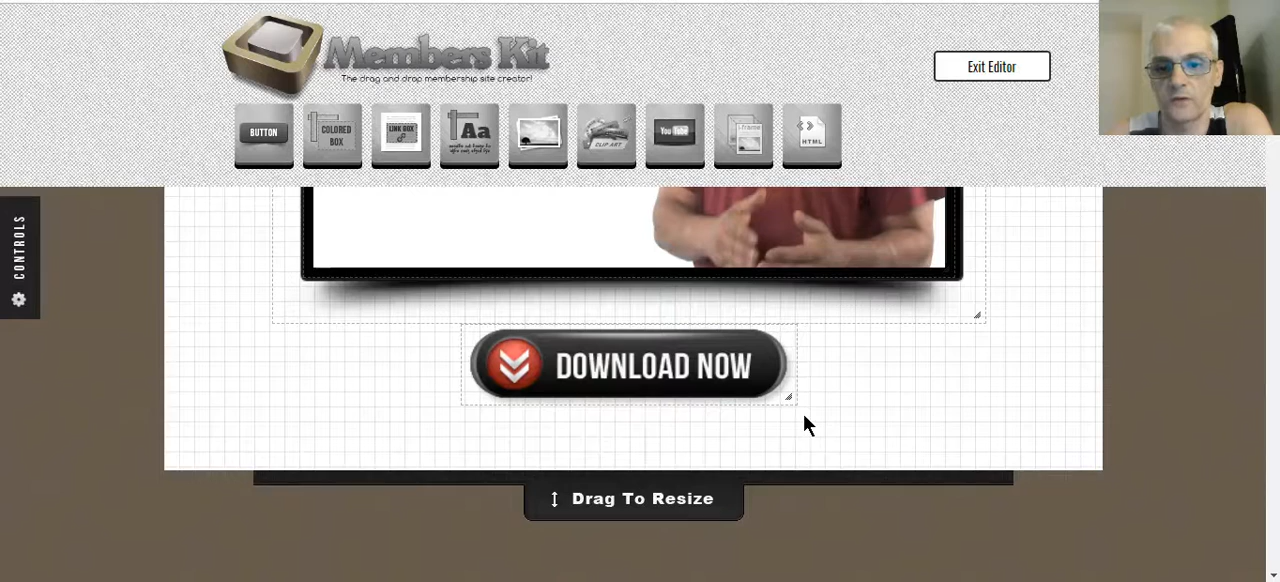 Members Kit
The drag and drop membership site creator!
Exit Editor
BUTTON
COLORED
BOX
LINK BOX
Aa
CLIP ART
You Tube
iframe
HTML
CONTROLS
DOWNLOAD NOW
Drag To Resize